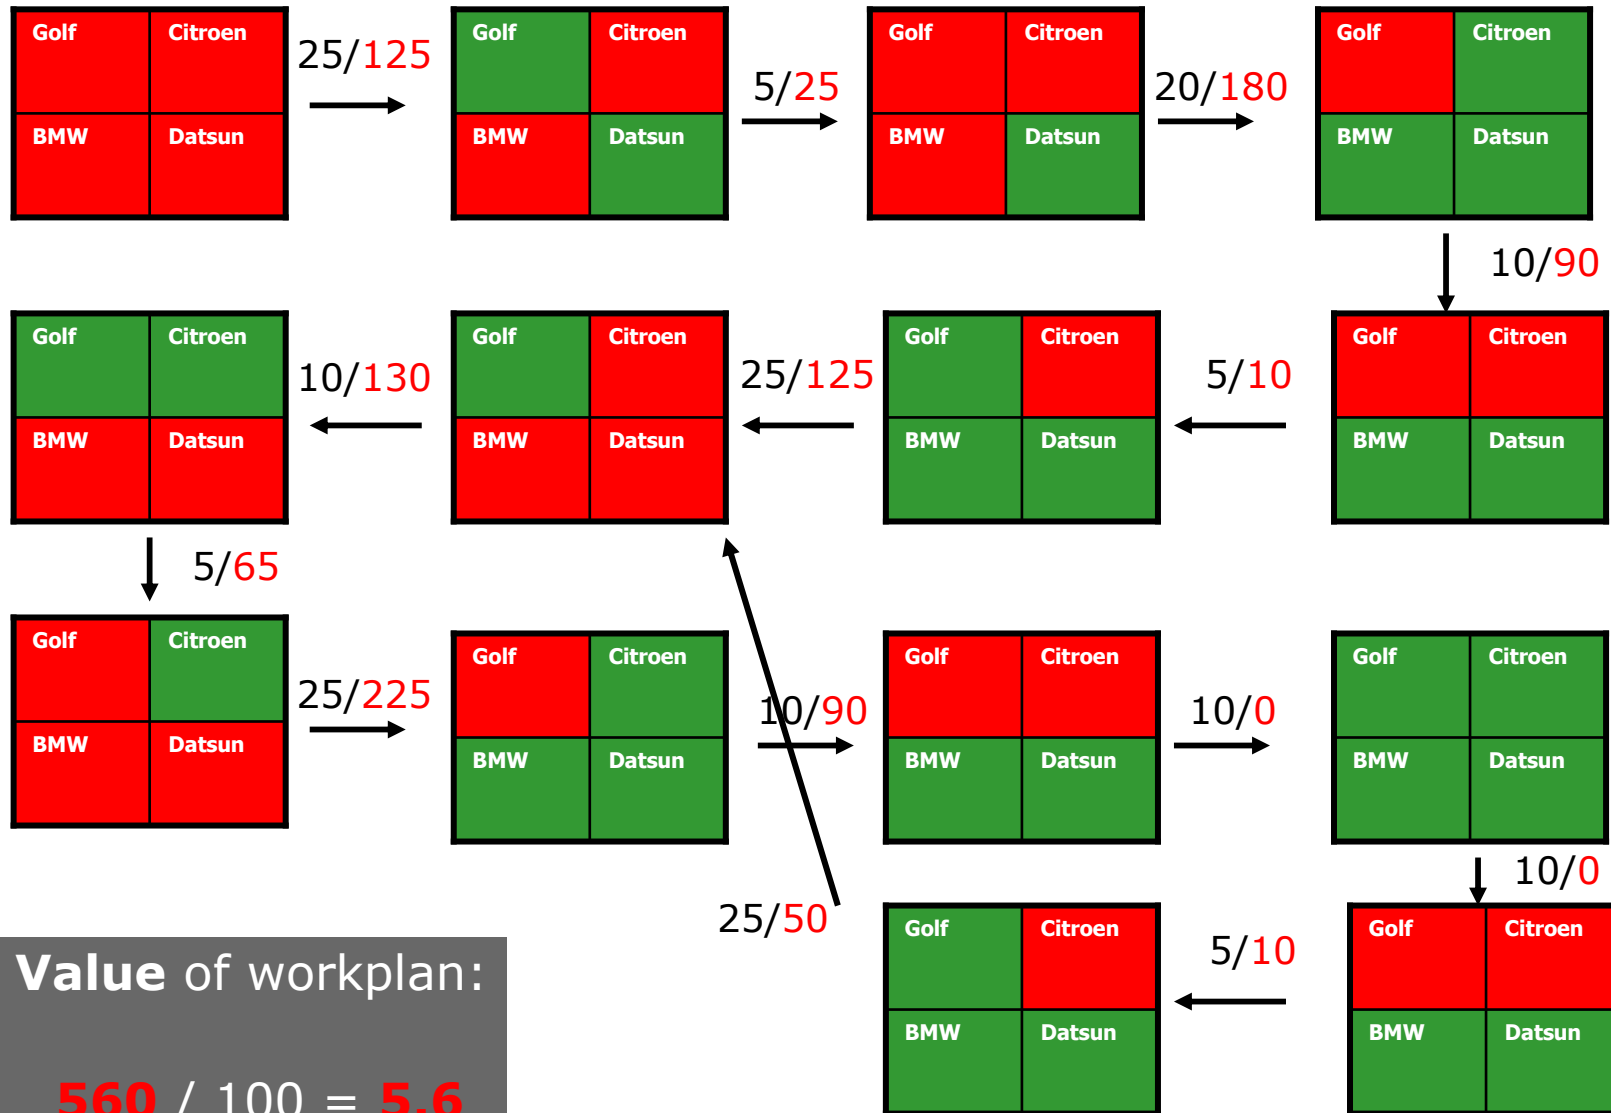 Golf Citroen
BMW Datsun
25/125
Golf Citroen
BMW Datsun
5/25
Golf Citroen
BMW Datsun
20/180
Golf Citroen
BMW Datsun
10/90
Golf Citroen
BMW Datsun
10/130
Golf Citroen
BMW Datsun
25/125
Golf Citroen
BMW Datsun
5/10
Golf Citroen
BMW Datsun
5/65
Golf Citroen
BMW Datsun
25/225
Golf Citroen
BMW Datsun
10/90
Golf Citroen
BMW Datsun
10/0
Golf Citroen
BMW Datsun
10/0
25/50
Golf Citroen
BMW Datsun
5/10
Golf Citroen
BMW Datsun
Value of workplan:
560 / 100 = 5.6